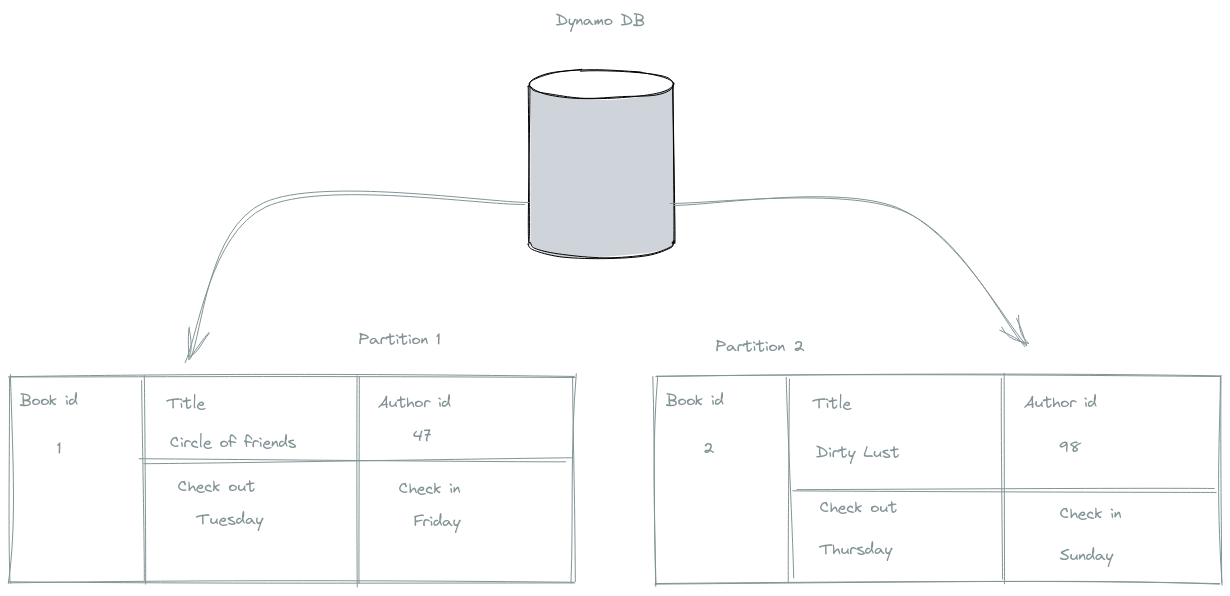 Dynamo DB
Partition 1
Book id
1
Title
Circle of friends
Author id
47
Check out
Tuesday
Check in
Friday
Partition 2
Book id
2
Title
Dirty Lust
Author id
98
Check out
Thursday
Check in
Sunday